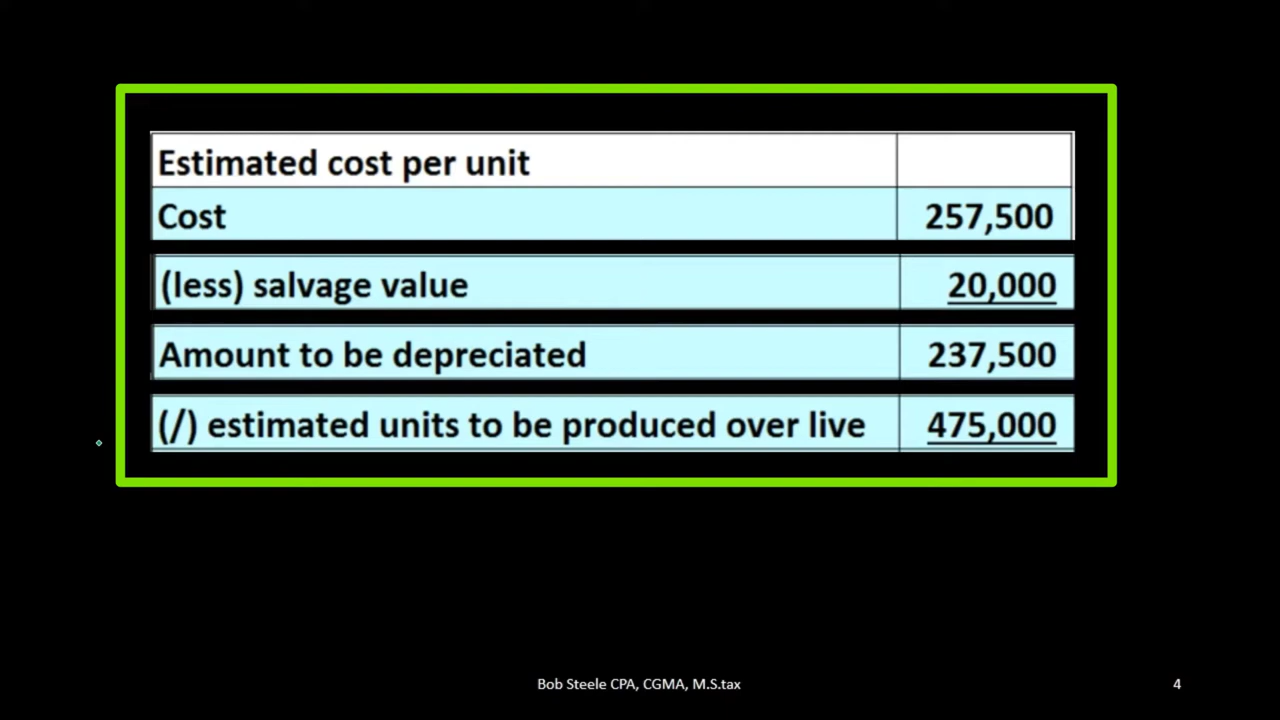 Estimated cost per unit
Cost 257,500
(less) salvage value 20,000
Amount to be depreciated 237,500
(/) estimated units to be produced over live 475,000
Bob Steele CPA, CGMA, M.S.tax 4